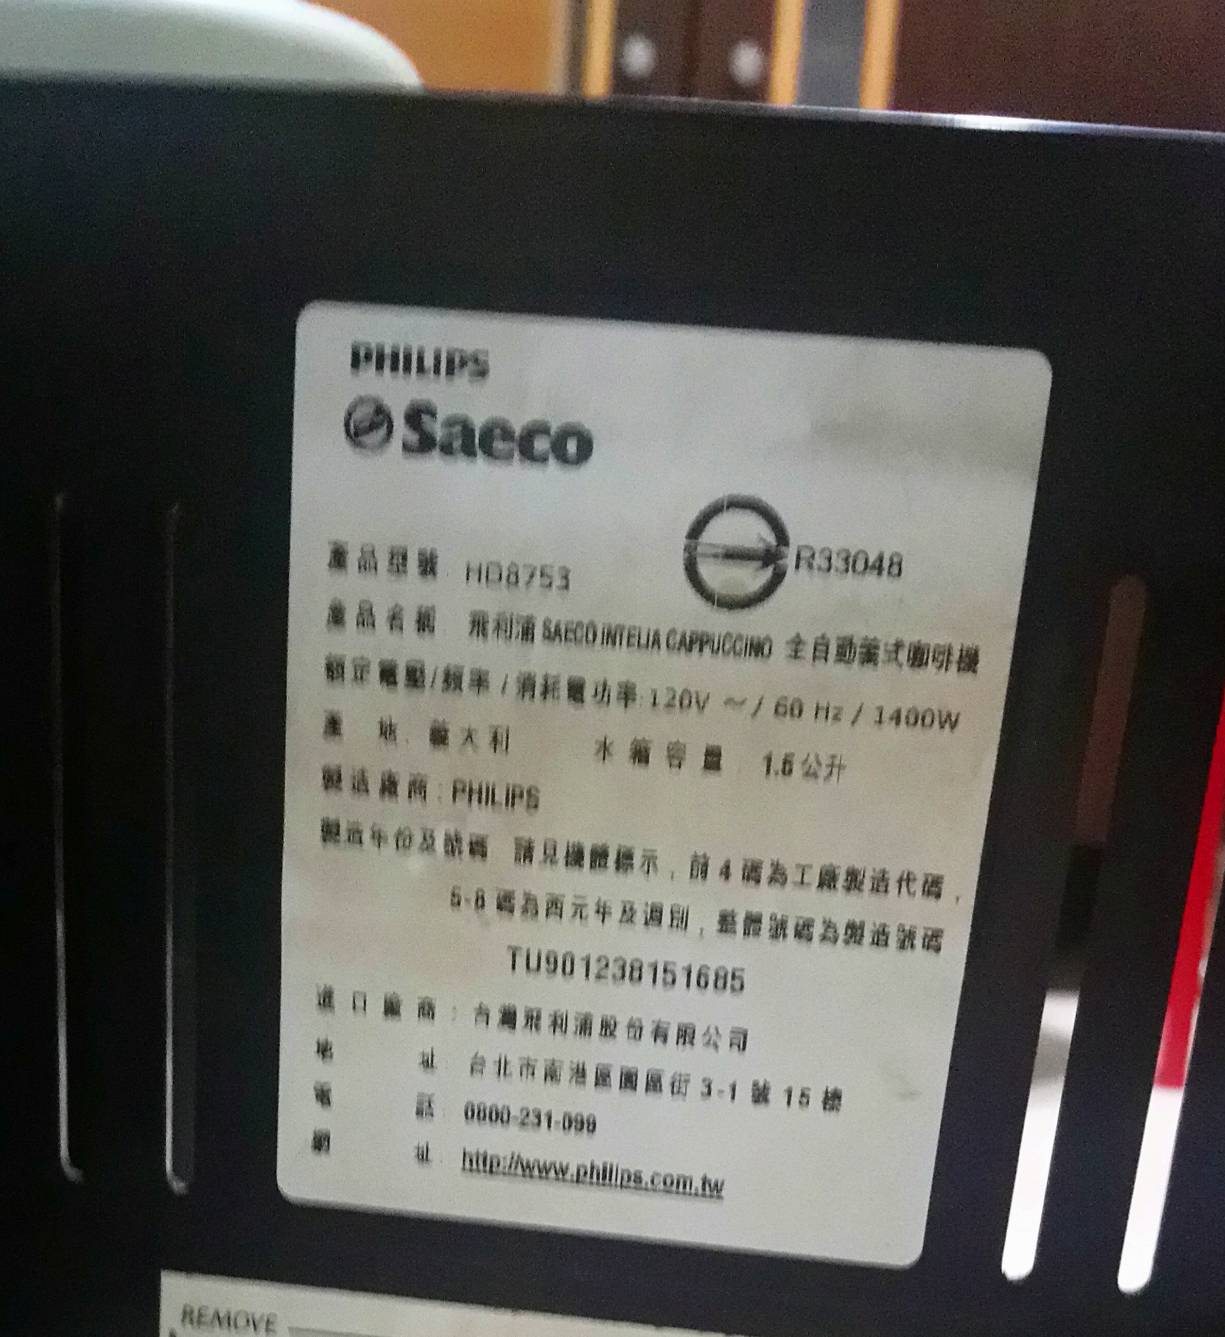 PHILIPS
Saeco
R33048
產品型號 HD8753
產品名稱 飛利浦 SAECO INTELIA CAPPUCCINO 全自動義式咖啡機
額定電壓/頻率/消耗電功率:120V ~/ 60 Hz / 1400W
產 地:義大利 水箱容量 1.5公升
製造廠商:PHILIPS
製造年份及號碼 請見機體標示,前4碼為工廠製造代碼,
5-8碼為西元年及週別,整體號碼為製造號碼
TU901238151685
進口廠商:台灣飛利浦股份有限公司
地 址:台北市南港區園區街3-1號15樓
電 話:0800-231-099
網 址:http://www.philips.com.tw
REMOVE